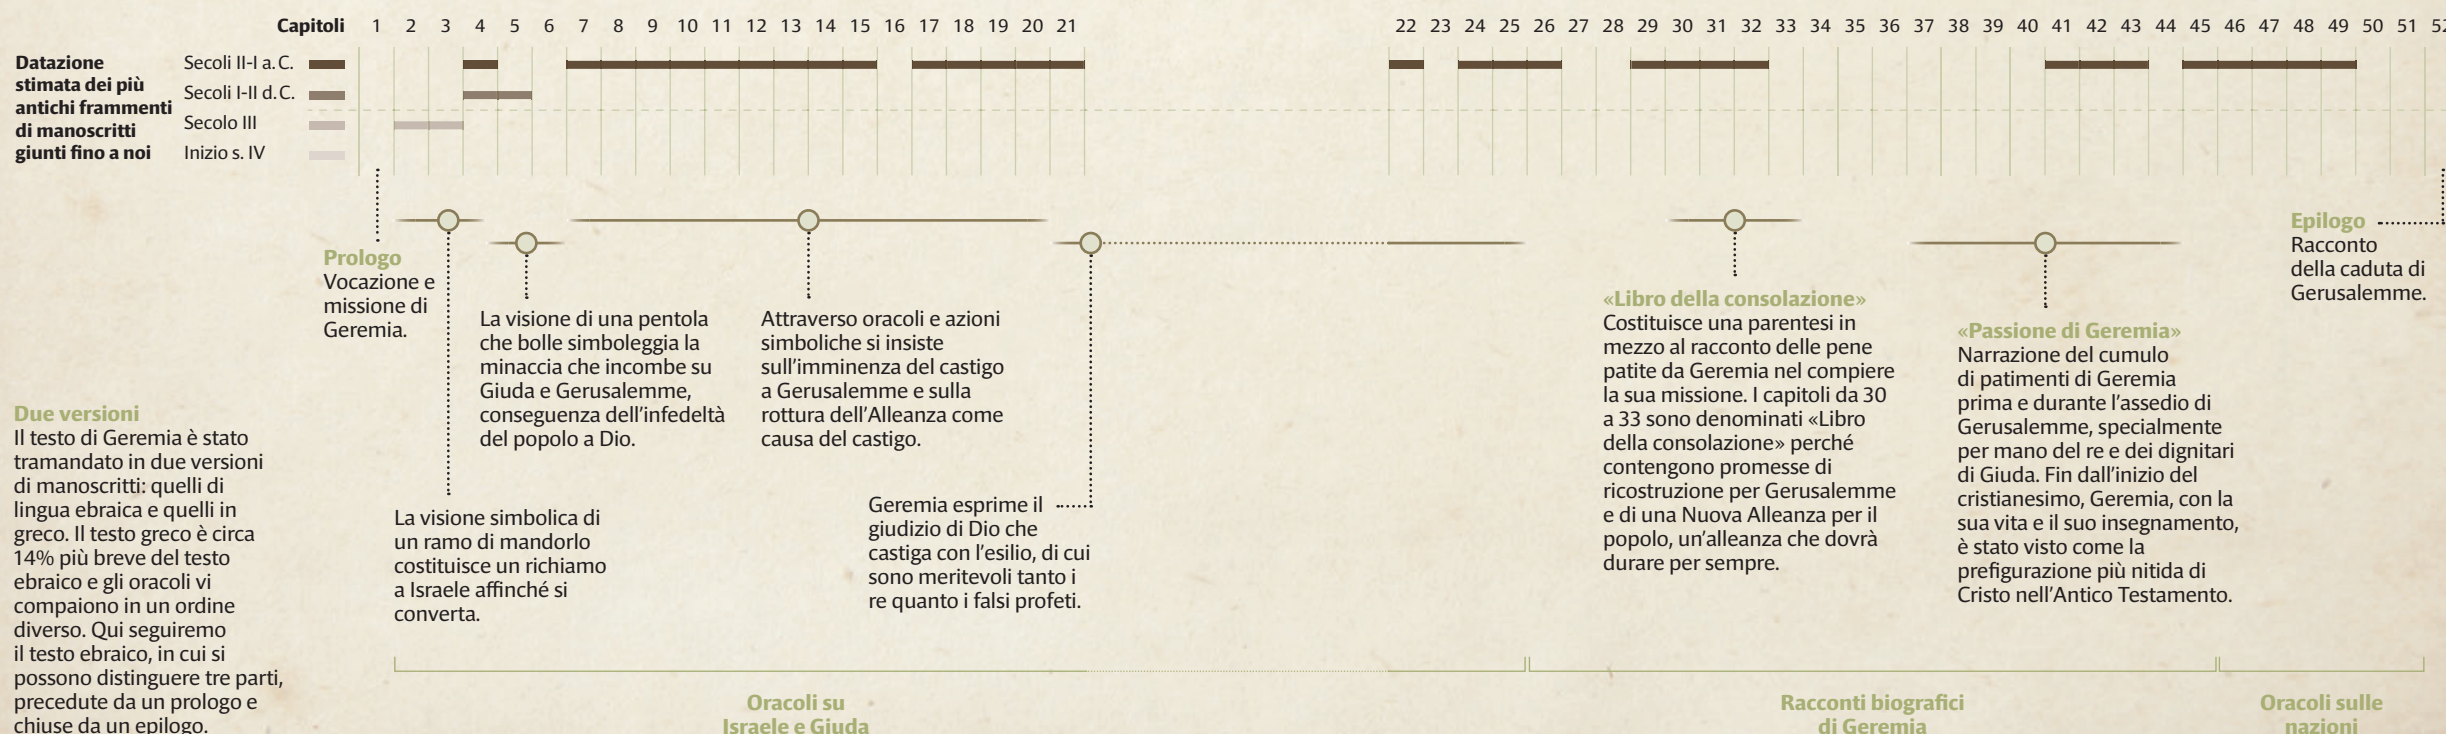 Capitoli 1 2 3 4 5 6 7 8 9 10 11 12 13 14 15 16 17 18 19 20 21 22 23 24 25 26 27 28 29 30 31 32 33 34 35 36 37 38 39 40 41 42 43 44 45 46 47 48 49 50 51 52
Datazione
stimata dei più
antichi frammenti
di manoscritti
giunti fino a noi
Secoli II-I a.C.
Secoli I-II d.C.
Secolo III
Inizio s. IV
Prologo
Vocazione e
missione di
Geremia.
La visione di una pentola
che bolle simboleggia la
minaccia che incombe su
Giuda e Gerusalemme,
conseguenza dell'infedeltà
del popolo a Dio.
Attraverso oracoli e azioni
simboliche si insiste
sull'imminenza del castigo
a Gerusalemme e sulla
rottura dell'Alleanza come
causa del castigo.
«Libro della consolazione»
Costituisce una parentesi in
mezzo al racconto delle pene
patite da Geremia nel compiere
la sua missione. I capitoli da 30
a 33 sono denominati «Libro
della consolazione» perché
contengono promesse di
ricostruzione per Gerusalemme
e di una Nuova Alleanza per il
popolo, un'alleanza che dovrà
durare per sempre.
«Passione di Geremia»
Narrazione del cumulo
di patimenti di Geremia
prima e durante l'assedio di
Gerusalemme, specialmente
per mano del re e dei dignitari
di Giuda. Fin dall'inizio del
cristianesimo, Geremia, con la
sua vita e il suo insegnamento,
è stato visto come la
prefigurazione più nitida di
Cristo nell'Antico Testamento.
Epilogo
Racconto
della caduta di
Gerusalemme.
Due versioni
Il testo di Geremia è stato
tramandato in due versioni
di manoscritti: quelli di
lingua ebraica e quelli in
greco. Il testo greco è circa
14% più breve del testo
ebraico e gli oracoli vi
compaiono in un ordine
diverso. Qui seguiremo
il testo ebraico, in cui si
possono distinguere tre parti,
precedute da un prologo e
chiuse da un epilogo.
La visione simbolica di
un ramo di mandorlo
costituisce un richiamo
a Israele affinché si
converta.
Geremia esprime il
giudizio di Dio che
castiga con l'esilio, di cui
sono meritevoli tanto i
re quanto i falsi profeti.
Oracoli su
Israele e Giuda
Racconti biografici
di Geremia
Oracoli sulle
nazioni